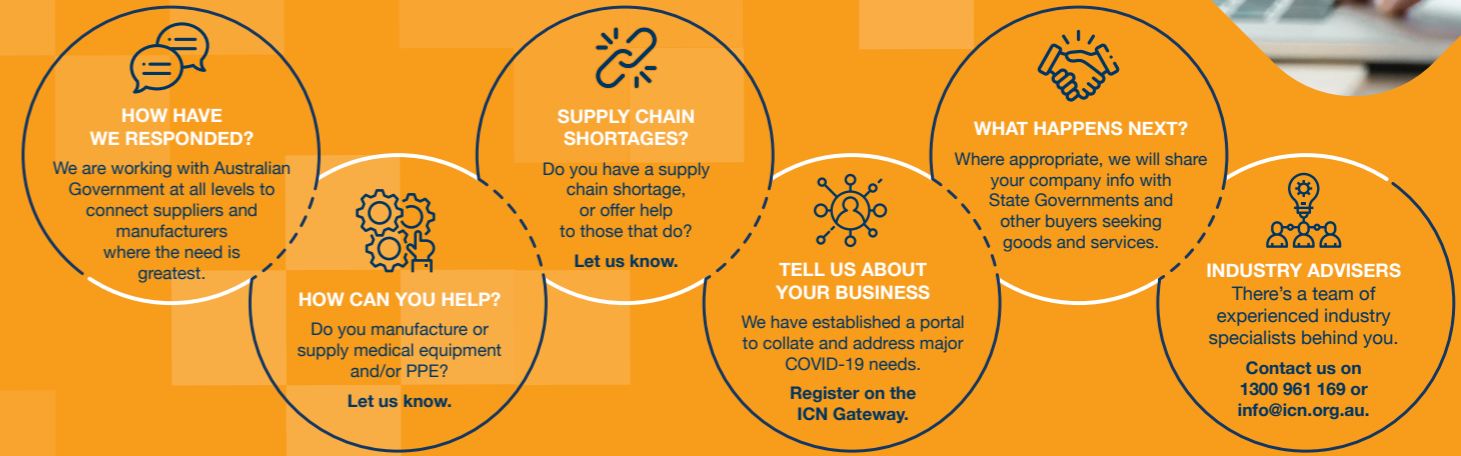 HOW HAVE
WE RESPONDED?
We are working with Australian
Government at all levels to
connect suppliers and
manufacturers
where the need is
greatest.
HOW CAN YOU HELP?
Do you manufacture or
supply medical equipment
and/or PPE?
Let us know.
SUPPLY CHAIN
SHORTAGES?
Do you have a supply
chain shortage,
or offer help
to those that do?
Let us know.
TELL US ABOUT
YOUR BUSINESS
We have established a portal
to collate and address major
COVID-19 needs.
Register on the
ICN Gateway.
WHAT HAPPENS NEXT?
Where appropriate, we will share
your company info with
State Governments and
other buyers seeking
goods and services.
INDUSTRY ADVISERS
There’s a team of
experienced industry
specialists behind you.
Contact us on
1300 961 169 or
info@icn.org.au.